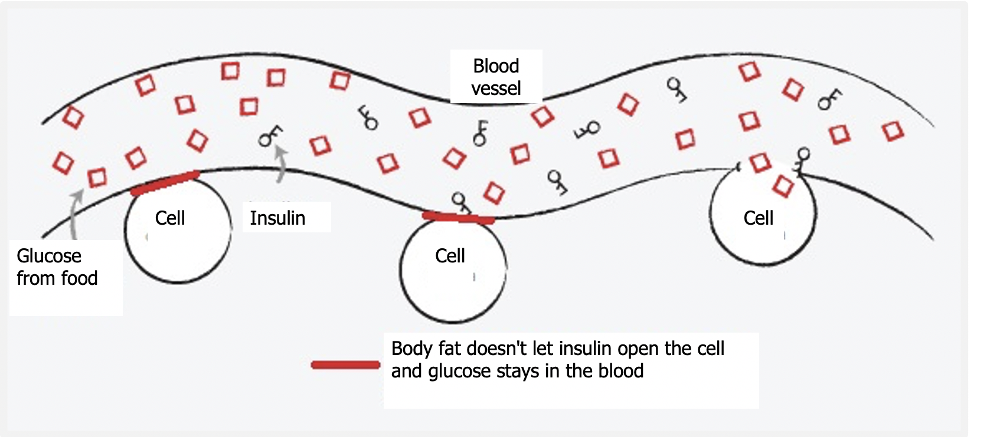 Blood
vessel
Cell
Insulin
Cell
Cell
Glucose
from food
Body fat doesn't let insulin open the cell
and glucose stays in the blood